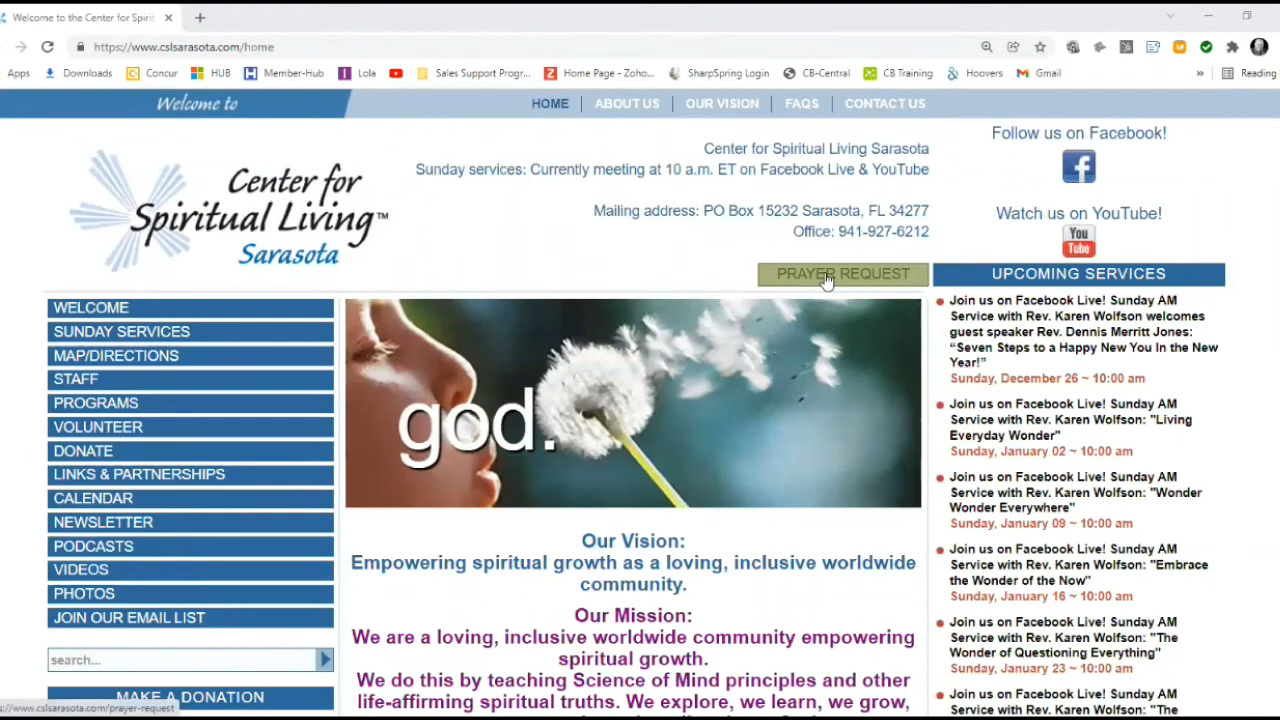 Welcome to the Center for Spirit
https://www.cslsarasota.com/home
Apps Downloads Concur HUB Member-Hub Lola Sales Support Progr... Home Page - Zoho... SharpSpring Login CB-Central CB Training Hoovers Gmail » Reading
Welcome to
HOME ABOUT US OUR VISION FAQS CONTACT US
Center for
Spiritual Living™
Sarasota
Center for Spiritual Living Sarasota
Sunday services: Currently meeting at 10 a.m. ET on Facebook Live & YouTube
Mailing address: PO Box 15232 Sarasota, FL 34277
Office: 941-927-6212
PRAYER REQUEST
Follow us on Facebook!
f
Watch us on YouTube!
You
Tube
WELCOME
SUNDAY SERVICES
MAP/DIRECTIONS
STAFF
PROGRAMS
VOLUNTEER
DONATE
LINKS & PARTNERSHIPS
CALENDAR
NEWSLETTER
PODCASTS
VIDEOS
PHOTOS
JOIN OUR EMAIL LIST
search...
MAKE A DONATION
god.
Our Vision:
Empowering spiritual growth as a loving, inclusive worldwide
community.
Our Mission:
We are a loving, inclusive worldwide community empowering
spiritual growth.
We do this by teaching Science of Mind principles and other
life-affirming spiritual truths. We explore, we learn, we grow,
UPCOMING SERVICES
Join us on Facebook Live! Sunday AM
Service with Rev. Karen Wolfson welcomes
guest speaker Rev. Dennis Merritt Jones:
“Seven Steps to a Happy New You In the New
Year!”
Sunday, December 26 ~ 10:00 am
Join us on Facebook Live! Sunday AM
Service with Rev. Karen Wolfson: "Living
Everyday Wonder"
Sunday, January 02 ~ 10:00 am
Join us on Facebook Live! Sunday AM
Service with Rev. Karen Wolfson: "Wonder
Wonder Everywhere"
Sunday, January 09 ~ 10:00 am
Join us on Facebook Live! Sunday AM
Service with Rev. Karen Wolfson: "Embrace
the Wonder of the Now"
Sunday, January 16 ~ 10:00 am
Join us on Facebook Live! Sunday AM
Service with Rev. Karen Wolfson: "The
Wonder of Questioning Everything"
Sunday, January 23 ~ 10:00 am
Join us on Facebook Live! Sunday AM
Service with Rev. Karen Wolfson: "The
s://www.cslsarasota.com/prayer-request